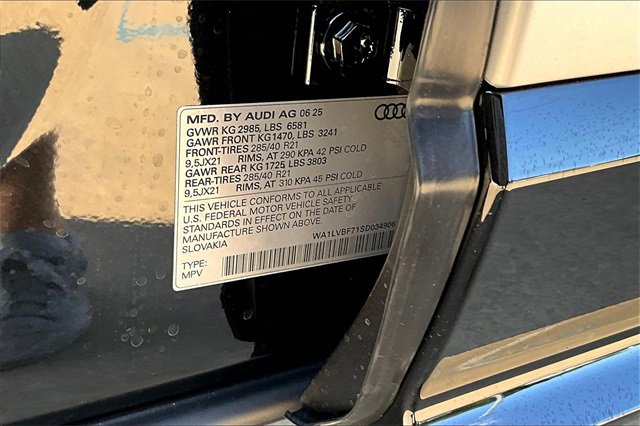 MFD. BY AUDI AG 06 25
GVWR KG 2985, LBS 6581
GAWR FRONT KG1470, LBS 3241
FRONT-TIRES 285/40 R21
9,5JX21 RIMS, AT 290 KPA 42 PSI COLD
GAWR REAR KG 1725, LBS 3803
REAR-TIRES 285/40 R21
9,5JX21 RIMS, AT 310 KPA 45 PSI COLD
THIS VEHICLE CONFORMS TO ALL APPLICABLE
U.S. FEDERAL MOTOR VEHICLE SAFETY
STANDARDS IN EFFECT ON THE DATE OF
MANUFACTURE SHOWN ABOVE.
SLOVAKIA WA1LVBF71SD034906
TYPE:
MPV